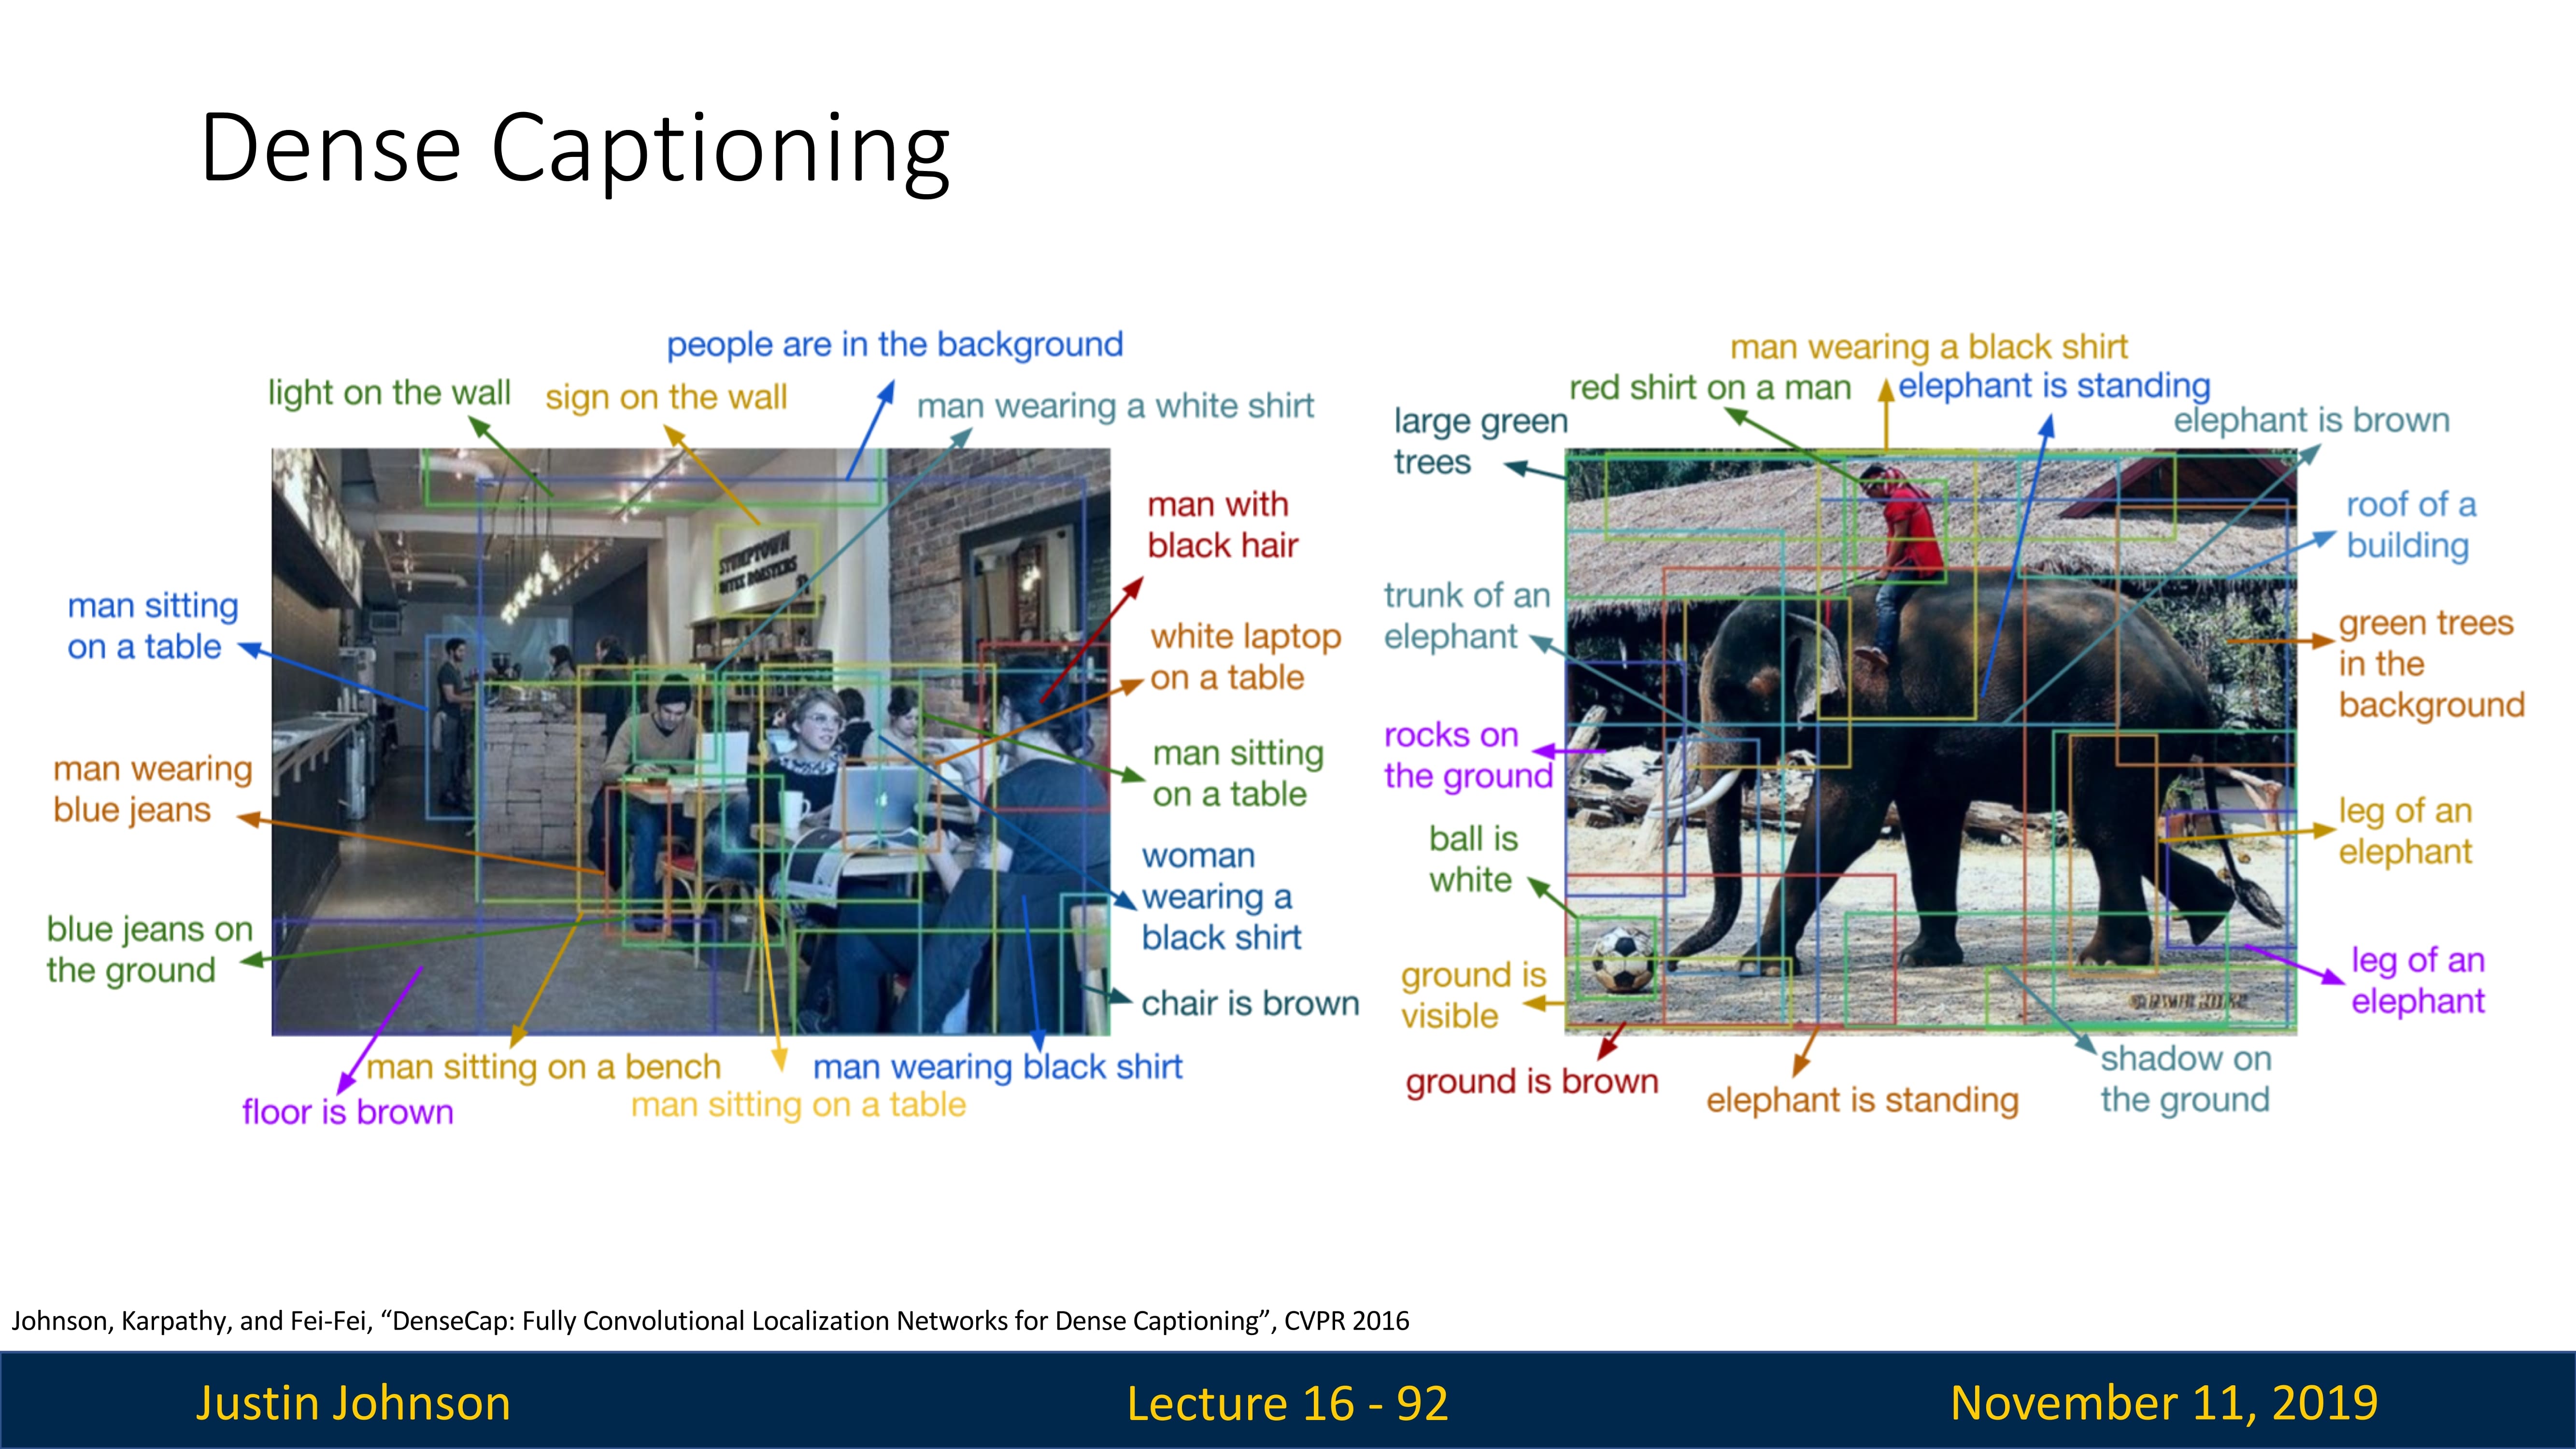 Dense Captioning
people are in the background
light on the wall
sign on the wall
man wearing a white shirt
man with
black hair
man sitting
on a table
white laptop
on a table
man wearing
blue jeans
man sitting
on a table
woman
wearing a
black shirt
blue jeans on
the ground
chair is brown
man sitting on a bench
man wearing black shirt
man sitting on a table
floor is brown
STUMPTOWN
COFFEE ROASTERS
man wearing a black shirt
red shirt on a man
elephant is standing
large green
trees
elephant is brown
roof of a
building
trunk of an
elephant
green trees
in the
background
rocks on
the ground
leg of an
elephant
ball is
white
ground is
visible
leg of an
elephant
ground is brown
elephant is standing
shadow on
the ground
Johnson, Karpathy, and Fei-Fei, “DenseCap: Fully Convolutional Localization Networks for Dense Captioning”, CVPR 2016
Justin Johnson
Lecture 16 - 92
November 11, 2019